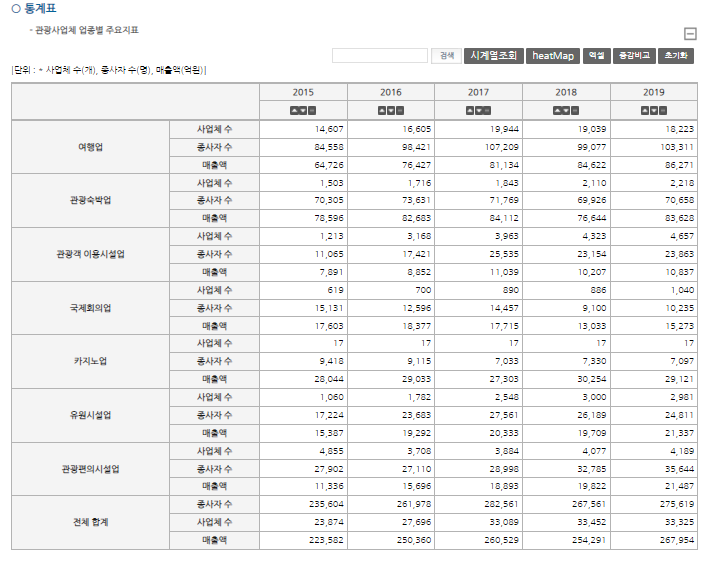 통계표
- 관광사업체 업종별 주요지표
검색 시계열조회 heatMap 엑셀 증감비교 초기화
[단위 : * 사업체 수(개), 종사자 수(명), 매출액(억원)]
2015 2016 2017 2018 2019
여행업 사업체 수 14,607 16,605 19,944 19,039 18,223
종사자 수 84,558 98,421 107,209 99,077 103,311
매출액 64,726 76,427 81,134 84,622 86,271
관광숙박업 사업체 수 1,503 1,716 1,843 2,110 2,218
종사자 수 70,305 73,631 71,769 69,926 70,658
매출액 78,596 82,683 84,112 76,644 83,628
관광객 이용시설업 사업체 수 1,213 3,168 3,963 4,323 4,657
종사자 수 11,065 17,421 25,535 23,154 23,863
매출액 7,891 8,852 11,039 10,207 10,837
국제회의업 사업체 수 619 700 890 886 1,040
종사자 수 15,131 12,596 14,457 9,100 10,235
매출액 17,603 18,377 17,715 13,033 15,273
카지노업 사업체 수 17 17 17 17 17
종사자 수 9,418 9,115 7,033 7,330 7,097
매출액 28,044 29,033 27,303 30,254 29,121
유원시설업 사업체 수 1,060 1,782 2,548 3,000 2,981
종사자 수 17,224 23,683 27,561 26,189 24,811
매출액 15,387 19,292 20,333 19,709 21,337
관광편의시설업 사업체 수 4,855 3,708 3,884 4,077 4,189
종사자 수 27,902 27,110 28,998 32,785 35,644
매출액 11,336 15,696 18,893 19,822 21,487
전체 합계 종사자 수 235,604 261,978 282,561 267,561 275,619
사업체 수 23,874 27,696 33,089 33,452 33,325
매출액 223,582 250,360 260,529 254,291 267,954